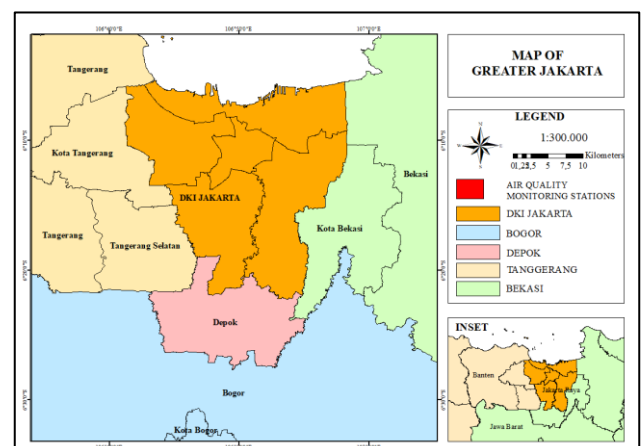 MAP OF
GREATER JAKARTA
LEGEND
1:300.000
Kilometers
5
10
AIR QUALITY
MONITORING STATIONS
DKI JAKARTA
BOGOR
DEPOK
TANGGERANG
BEKASI
INSET
Banten
Jawa Barat
Tangerang
Kota Tangerang
DKI JAKARTA
Bekasi
Kota Bekasi
Tangerang
Tangerang Selatan
Depok
Bogor
Kota Bogor